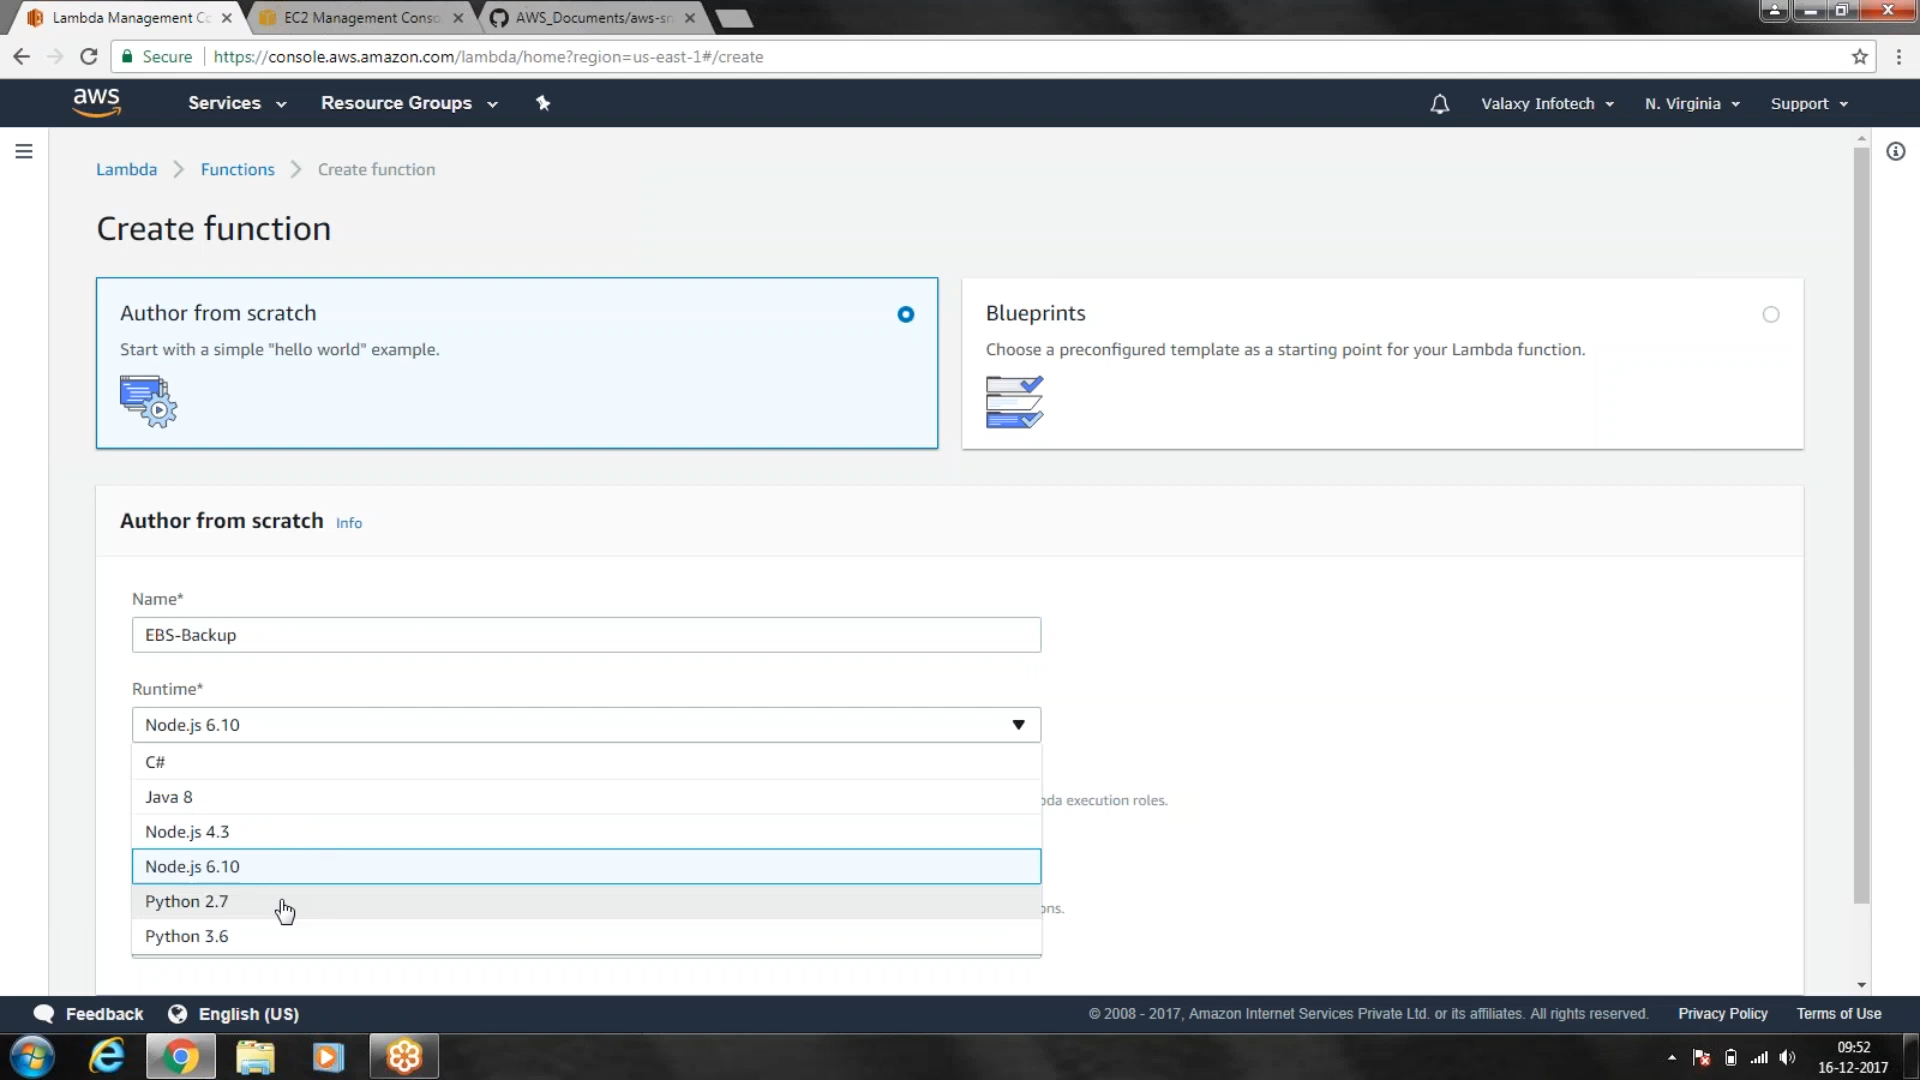 Lambda Management Co
EC2 Management Conso
AWS_Documents/aws-sn
Secure
https://console.aws.amazon.com/lambda/home?region=us-east-1#/create
aws
Services
Resource Groups
Valaxy Infotech
N. Virginia
Support
Lambda
Functions
Create function
Create function
Author from scratch
Start with a simple "hello world" example.
Blueprints
Choose a preconfigured template as a starting point for your Lambda function.
Author from scratch Info
Name*
EBS-Backup
Runtime*
Node.js 6.10
C#
Java 8
bda execution roles.
Node.js 4.3
Node.js 6.10
Python 2.7
ons.
Python 3.6
Feedback
English (US)
© 2008 - 2017, Amazon Internet Services Private Ltd. or its affiliates. All rights reserved.
Privacy Policy
Terms of Use
09:52
16-12-2017